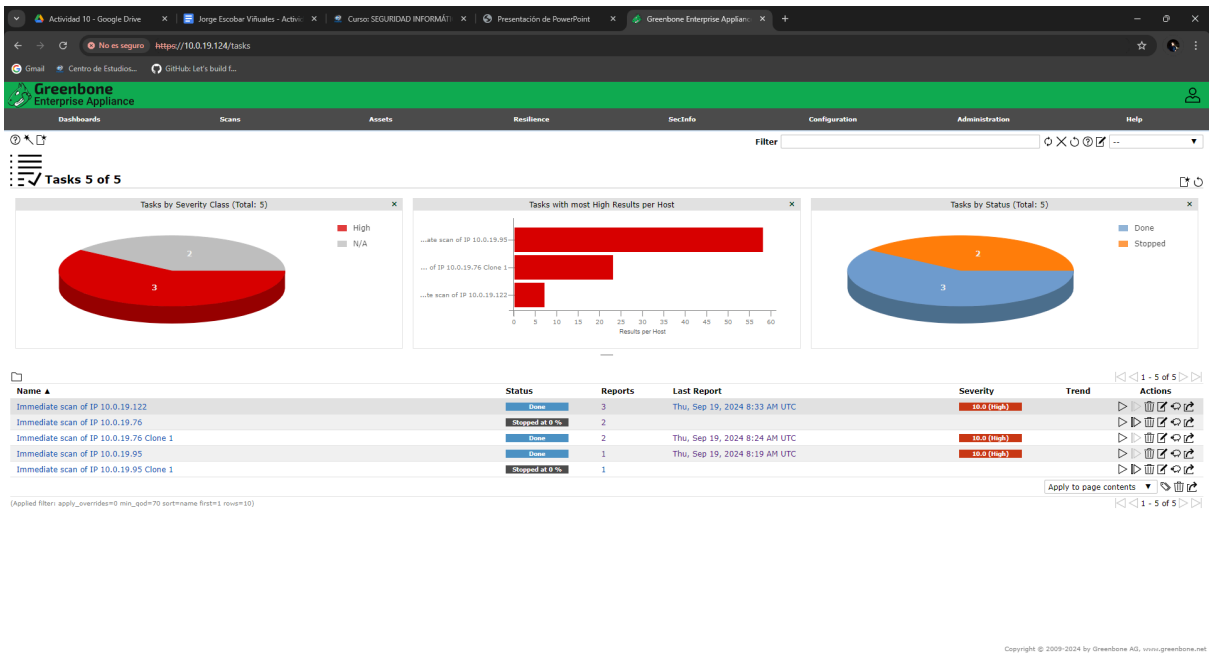 Actividad 10 - Google Drive
Jorge Escobar Viñuales - Activid
Curso: SEGURIDAD INFORMÁTI
Presentación de PowerPoint
Greenbone Enterprise Applianc
No es seguro https://10.0.19.124/tasks
Gmail Centro de Estudios... GitHub: Let's build f...
Greenbone
Enterprise Appliance
Dashboards Scans Assets Resilience SecInfo Configuration Administration Help
Filter --
Tasks 5 of 5
Tasks by Severity Class (Total: 5)
High
N/A
2
3
Tasks with most High Results per Host
...ate scan of IP 10.0.19.95
... of IP 10.0.19.76 Clone 1
...te scan of IP 10.0.19.122
0 5 10 15 20 25 30 35 40 45 50 55 60
Results per Host
Tasks by Status (Total: 5)
Done
Stopped
2
3
1 - 5 of 5
Name ▲ Status Reports Last Report Severity Trend Actions
Immediate scan of IP 10.0.19.122 Done 3 Thu, Sep 19, 2024 8:33 AM UTC 10.0 (High)
Immediate scan of IP 10.0.19.76 Stopped at 0 % 2
Immediate scan of IP 10.0.19.76 Clone 1 Done 2 Thu, Sep 19, 2024 8:24 AM UTC 10.0 (High)
Immediate scan of IP 10.0.19.95 Done 1 Thu, Sep 19, 2024 8:19 AM UTC 10.0 (High)
Immediate scan of IP 10.0.19.95 Clone 1 Stopped at 0 % 1
Apply to page contents ▼
(Applied filter: apply_overrides=0 min_qod=70 sort=name first=1 rows=10)
1 - 5 of 5
Copyright © 2009-2024 by Greenbone AG, www.greenbone.net